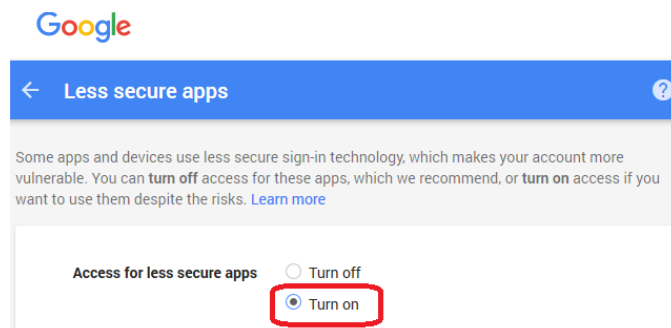 Google
Less secure apps
?
Some apps and devices use less secure sign-in technology, which makes your account more
vulnerable. You can turn off access for these apps, which we recommend, or turn on access if you
want to use them despite the risks. Learn more
Access for less secure apps
Turn off
Turn on